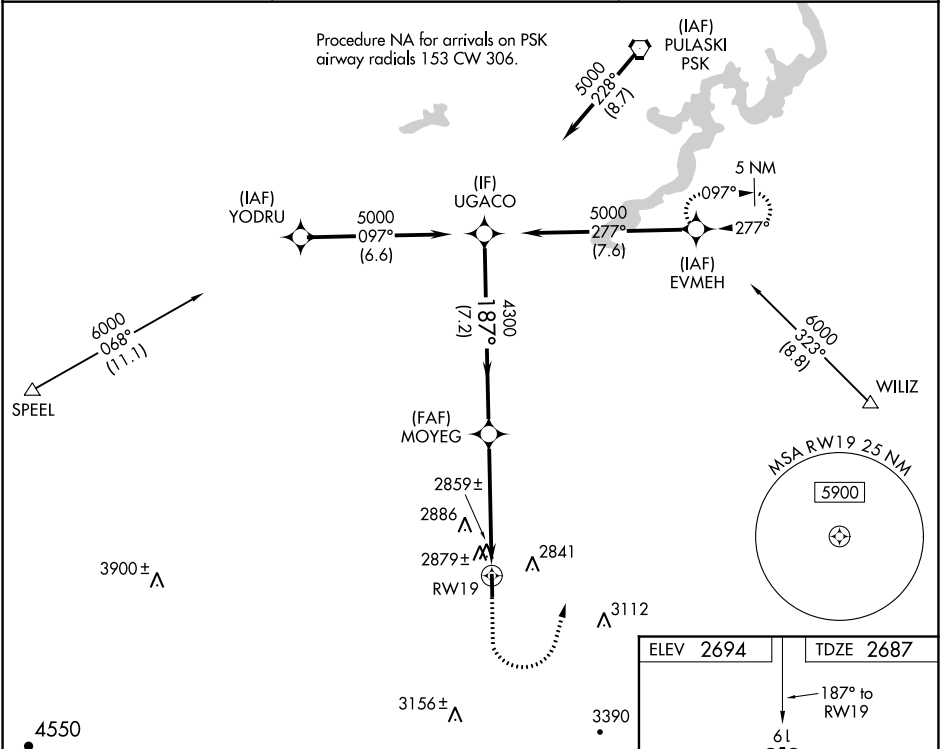 Procedure NA for arrivals on PSK
airway radials 153 CW 306.
(IAF)
PULASKI
PSK
5000
228°
(8.7)
5 NM
097°
277°
(IAF)
YODRU
5000
097°
(6.6)
(IF)
UGACO
5000
277°
(7.6)
(IAF)
EVMEH
4300
187°
(7.2)
6000
068°
(11.1)
SPEEL
6000
323°
(8.8)
WILIZ
(FAF)
MOYEG
MSA RW19 25 NM
5900
2859±
2886
2879±
2841
RW19
3900±
3112
3156±
3390
4550
ELEV 2694
TDZE 2687
187° to
RW19
19